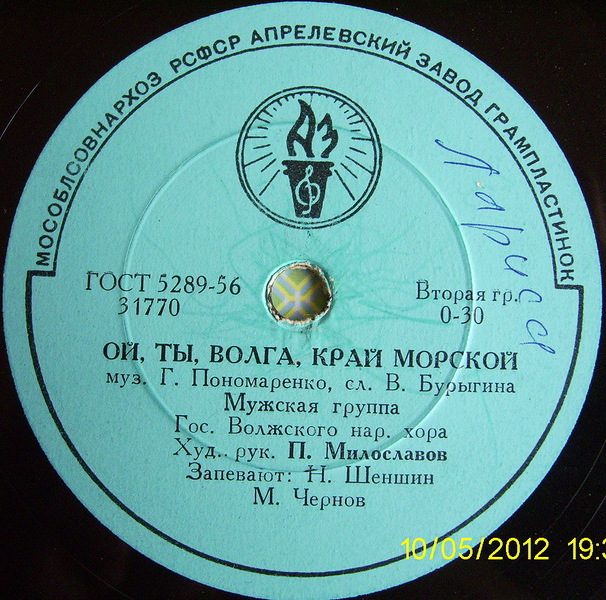 МОСОБЛСОВНАРХОЗ РСФСР АПРЕЛЕВСКИЙ ЗАВОД ГРАМПЛАСТИНОК
АЗ
Лариса
ГОСТ 5289-56
31770
Вторая гр.
0-30
ОЙ, ТЫ, ВОЛГА, КРАЙ МОРСКОЙ
муз. Г. Пономаренко, сл. В. Бурыгина
Мужская группа
Гос. Волжского нар. хора
Худ. рук. П. Милославов
Запевают: Н. Шеншин
М. Чернов
10/05/2012 19:3